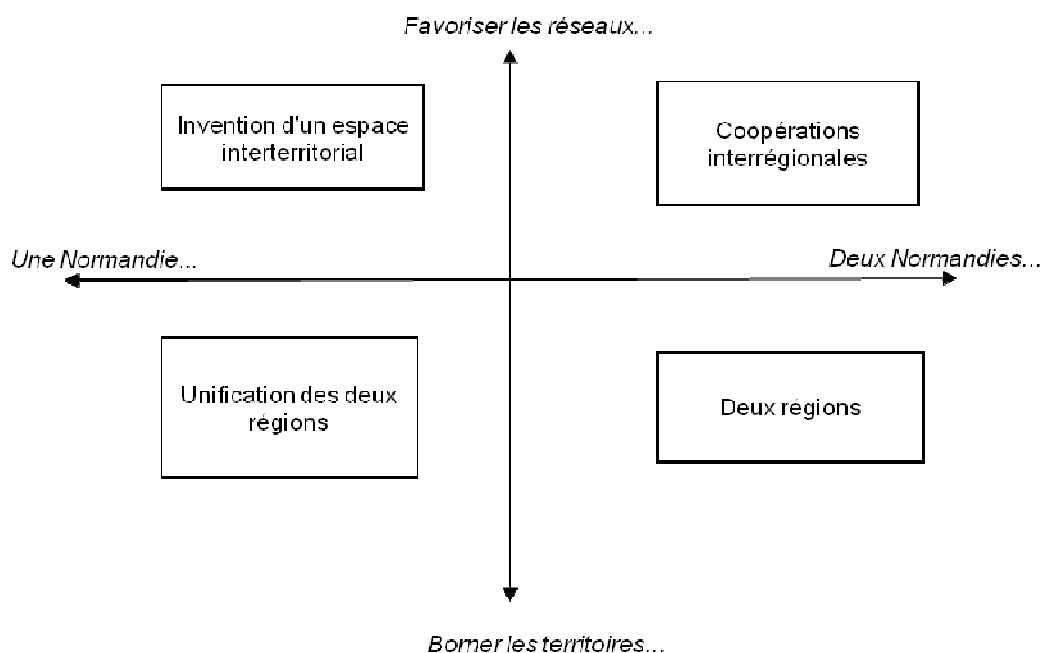 Favoriser les réseaux...
Invention d'un espace
interterritorial
Coopérations
interrégionales
Une Normandie...
Deux Normandies...
Unification des deux
régions
Deux régions
Borner les territoires...